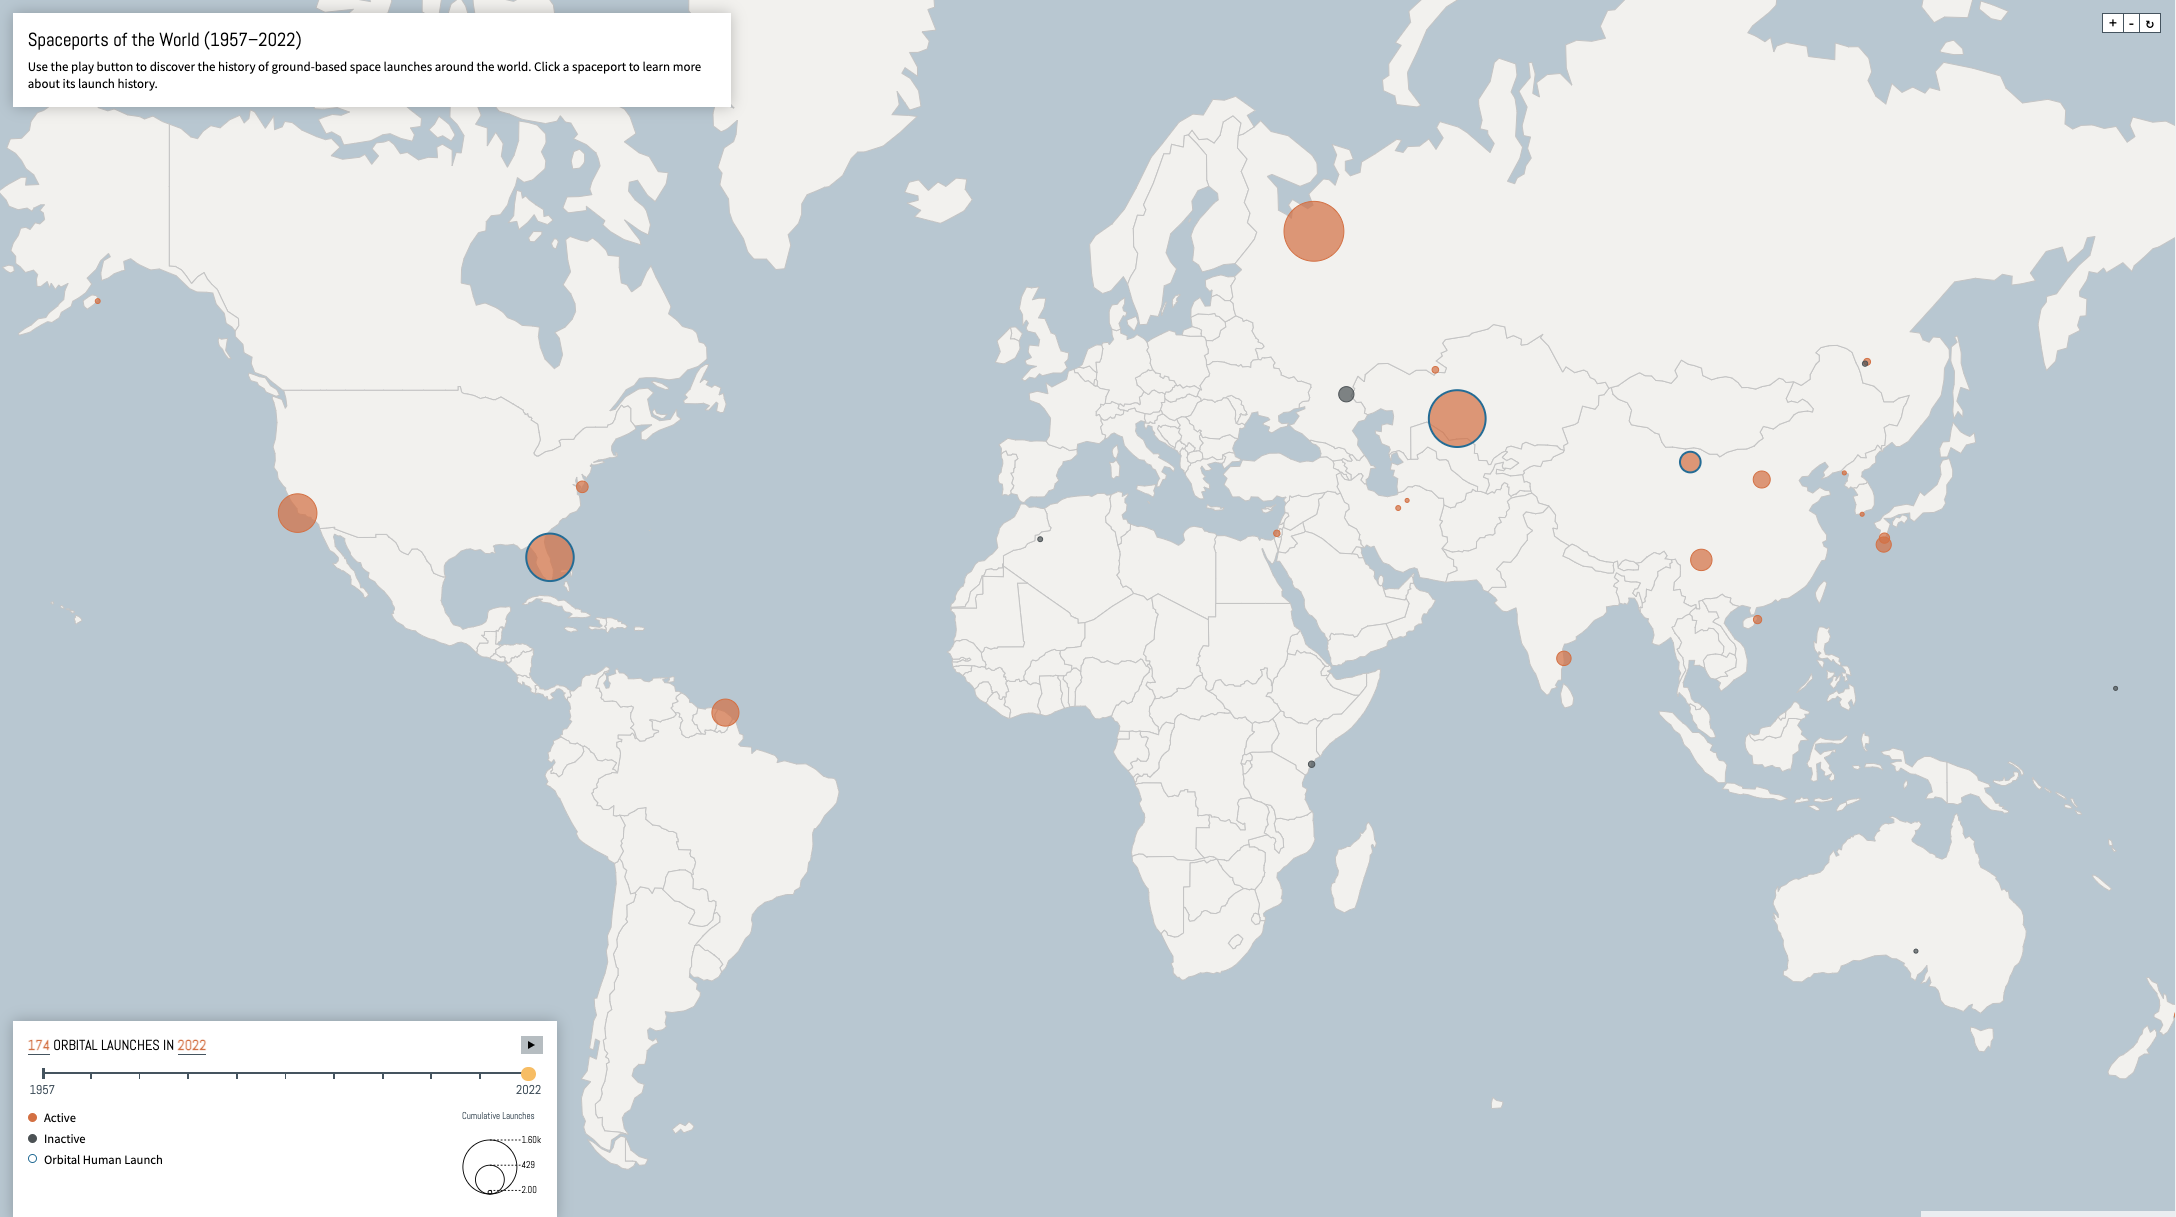 Spaceports of the World (1957–2022)
Use the play button to discover the history of ground-based space launches around the world. Click a spaceport to learn more
about its launch history.
+ - ↻
174 ORBITAL LAUNCHES IN 2022
1957 2022
Active
Inactive
Orbital Human Launch
Cumulative Launches
1.60k
429
2.00